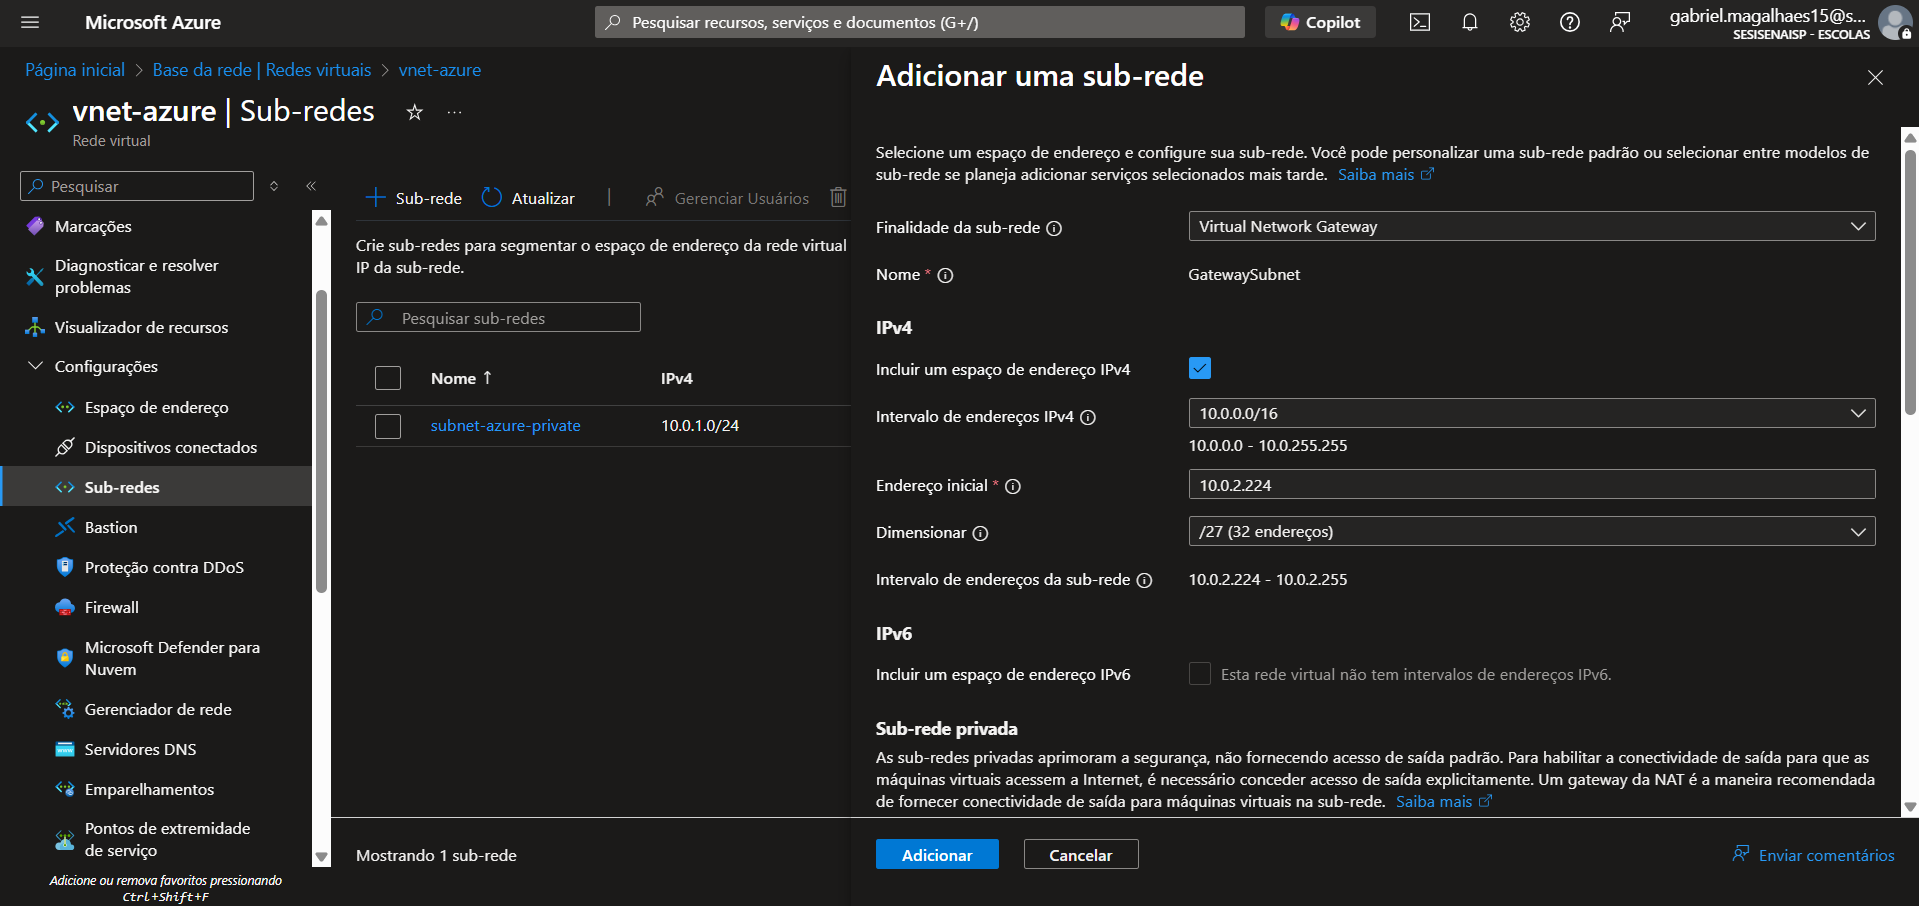 Microsoft Azure
Pesquisar recursos, serviços e documentos (G+/)
Copilot
gabriel.magalhaes15@s...
SESISENAISP - ESCOLAS
Página inicial > Base da rede | Redes virtuais > vnet-azure
vnet-azure | Sub-redes
...
Rede virtual
Pesquisar
Marcações
Diagnosticar e resolver
problemas
Visualizador de recursos
Configurações
Espaço de endereço
Dispositivos conectados
Sub-redes
Bastion
Proteção contra DDoS
Firewall
Microsoft Defender para
Nuvem
Gerenciador de rede
Servidores DNS
Emparelhamentos
Pontos de extremidade
de serviço
Adicione ou remova favoritos pressionando
Ctrl+Shift+F
Sub-rede
Atualizar
Gerenciar Usuários
Crie sub-redes para segmentar o espaço de endereço da rede virtual
IP da sub-rede.
Pesquisar sub-redes
Nome ↑ IPv4
subnet-azure-private 10.0.1.0/24
Mostrando 1 sub-rede
Adicionar uma sub-rede
Selecione um espaço de endereço e configure sua sub-rede. Você pode personalizar uma sub-rede padrão ou selecionar entre modelos de
sub-rede se planeja adicionar serviços selecionados mais tarde. Saiba mais
Finalidade da sub-rede Virtual Network Gateway
Nome * GatewaySubnet
IPv4
Incluir um espaço de endereço IPv4
Intervalo de endereços IPv4 10.0.0.0/16
10.0.0.0 - 10.0.255.255
Endereço inicial * 10.0.2.224
Dimensionar /27 (32 endereços)
Intervalo de endereços da sub-rede 10.0.2.224 - 10.0.2.255
IPv6
Incluir um espaço de endereço IPv6 Esta rede virtual não tem intervalos de endereços IPv6.
Sub-rede privada
As sub-redes privadas aprimoram a segurança, não fornecendo acesso de saída padrão. Para habilitar a conectividade de saída para que as
máquinas virtuais acessem a Internet, é necessário conceder acesso de saída explicitamente. Um gateway da NAT é a maneira recomendada
de fornecer conectividade de saída para máquinas virtuais na sub-rede. Saiba mais
Adicionar
Cancelar
Enviar comentários